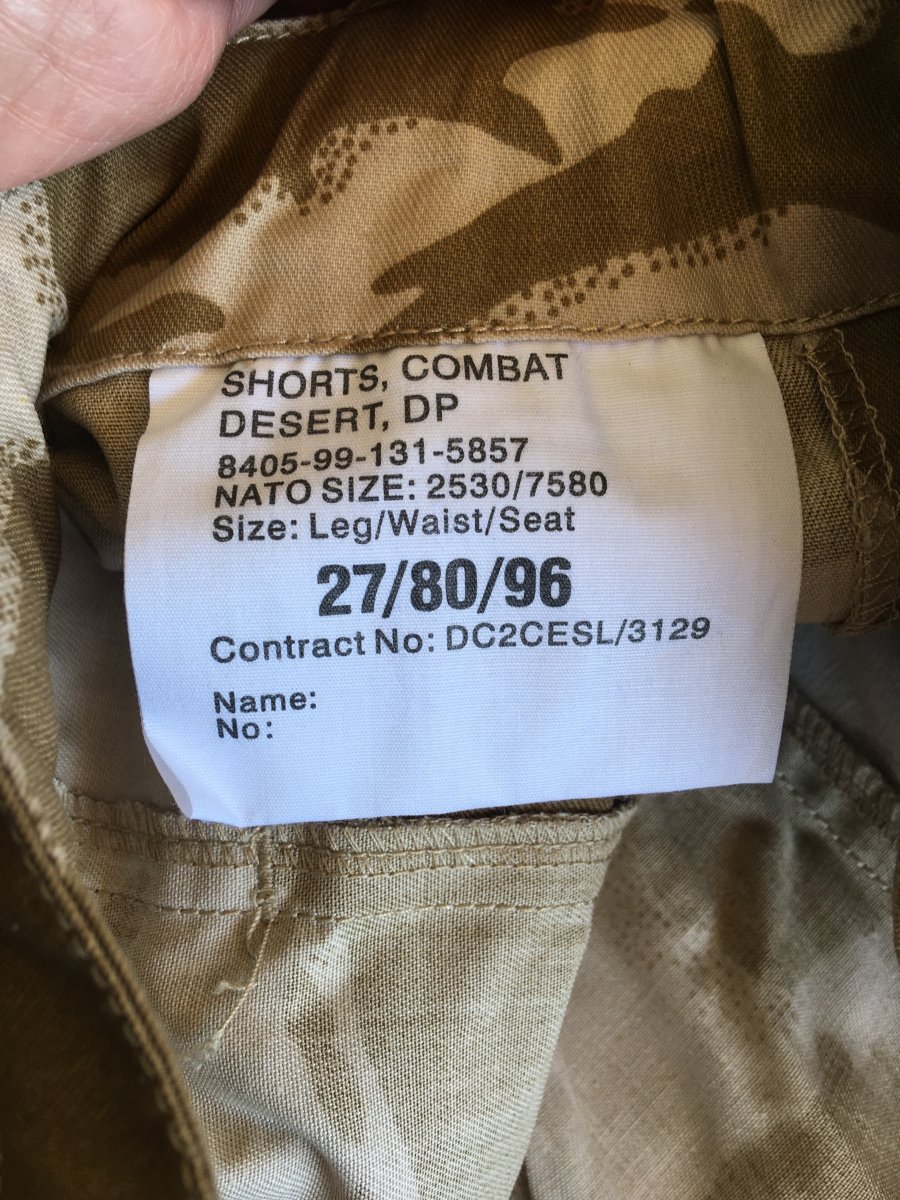 SHORTS, COMBAT
DESERT, DP
8405-99-131-5857
NATO SIZE: 2530/7580
Size: Leg/Waist/Seat
27/80/96
Contract No: DC2CESL/3129
Name:
No: